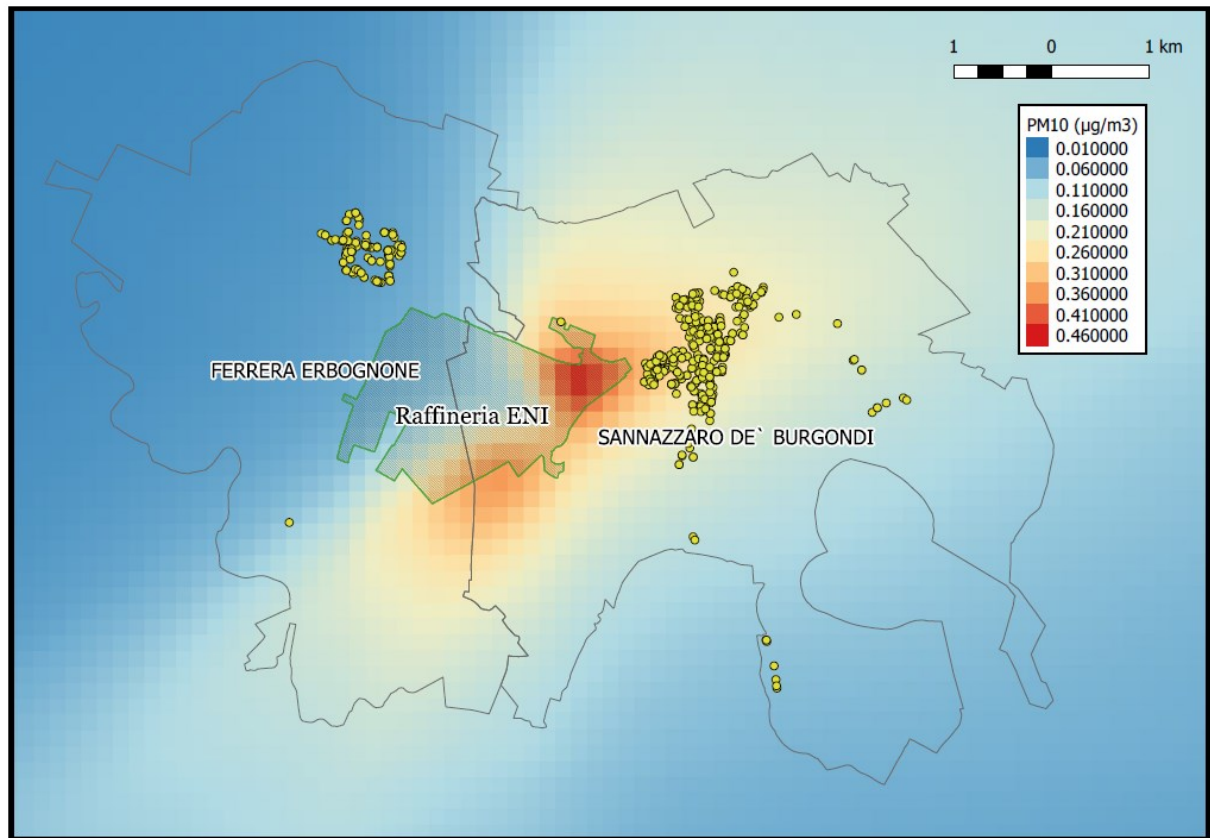 1 0 1 km
PM10 (µg/m3)
0.010000
0.060000
0.110000
0.160000
0.210000
0.260000
0.310000
0.360000
0.410000
0.460000
FERRERA ERBOGNONE
Raffineria ENI
SANNAZZARO DE` BURGONDI